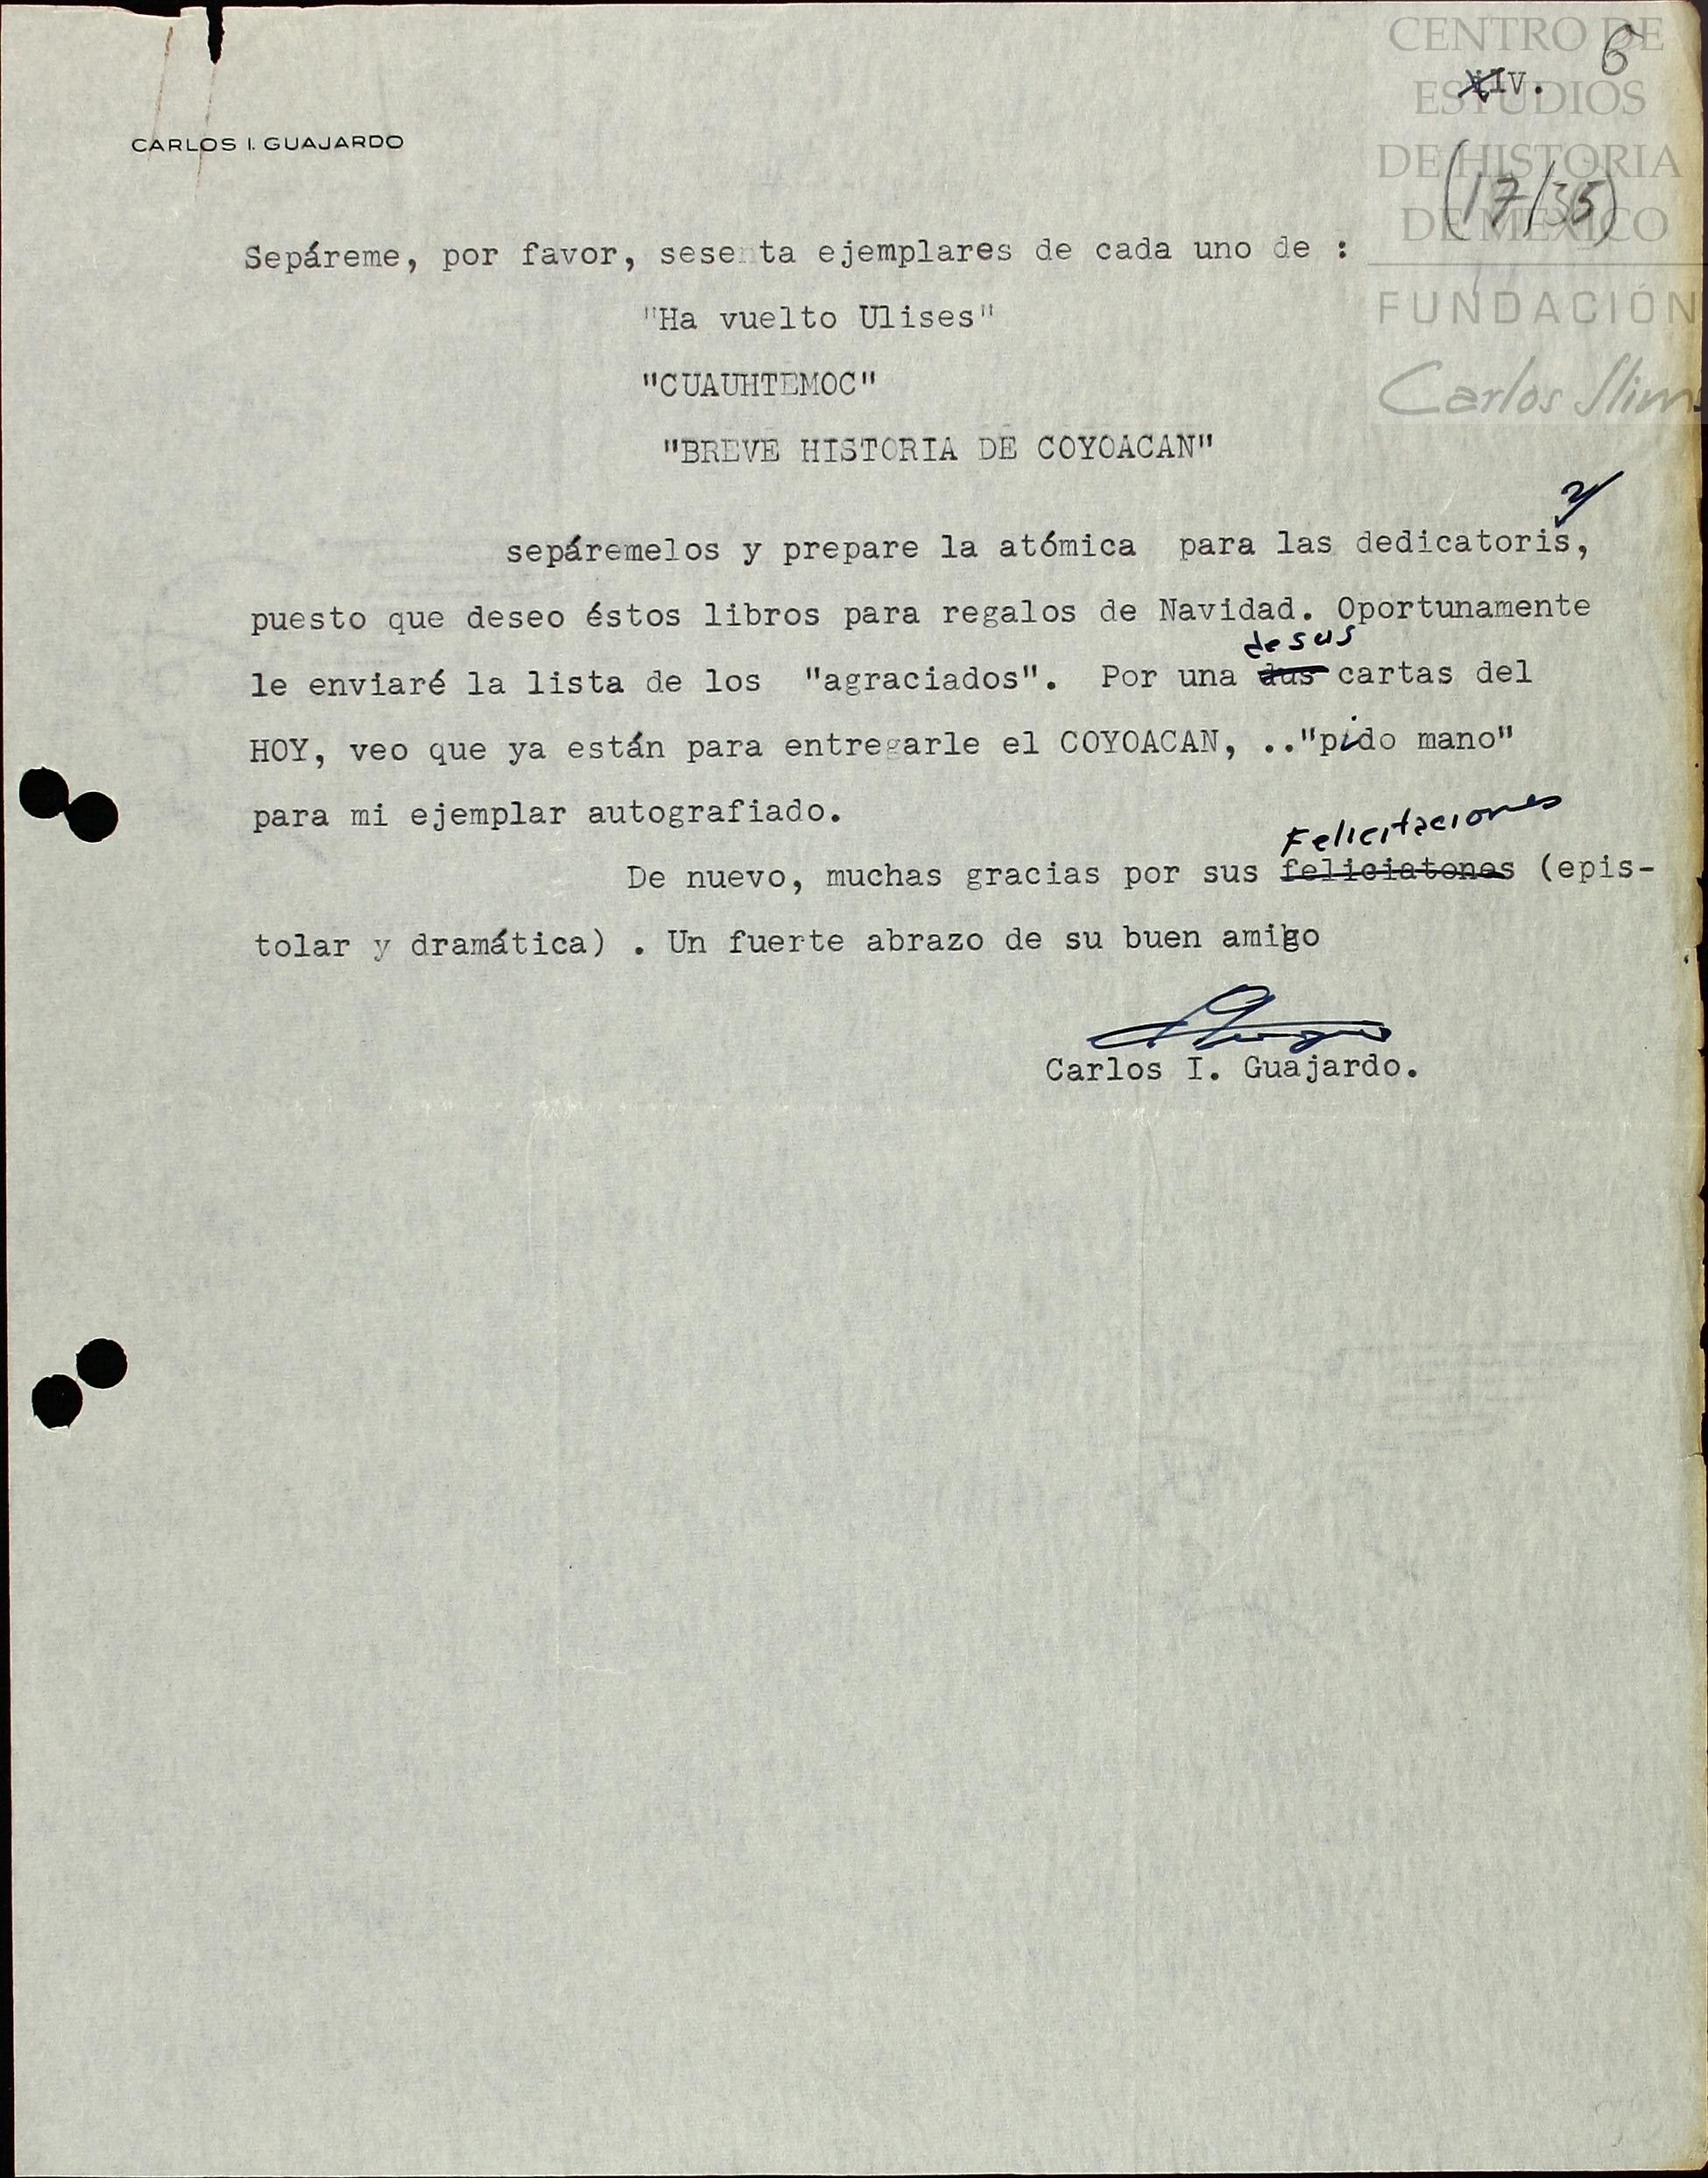 CENTRO DE
ESTUDIOS
DE HISTORIA
DE MÉXICO
FUNDACIÓN
Carlos Slim
6
IV.
(17/35)
CARLOS I. GUAJARDO
Sepáreme, por favor, sesenta ejemplares de cada uno de :
"Ha vuelto Ulises"
"CUAUHTEMOC"
"BREVE HISTORIA DE COYOACAN"
sepáremelos y prepare la atómica para las dedicatoris,
puesto que deseo éstos libros para regalos de Navidad. Oportunamente
de sus
le enviaré la lista de los "agraciados". Por una dus cartas del
HOY, veo que ya están para entregarle el COYOACAN, .."pido mano"
para mi ejemplar autografiado.
Felicitaciones
De nuevo, muchas gracias por sus feliciatones (epis-
tolar y dramática) . Un fuerte abrazo de su buen amigo
Carlos I. Guajardo.